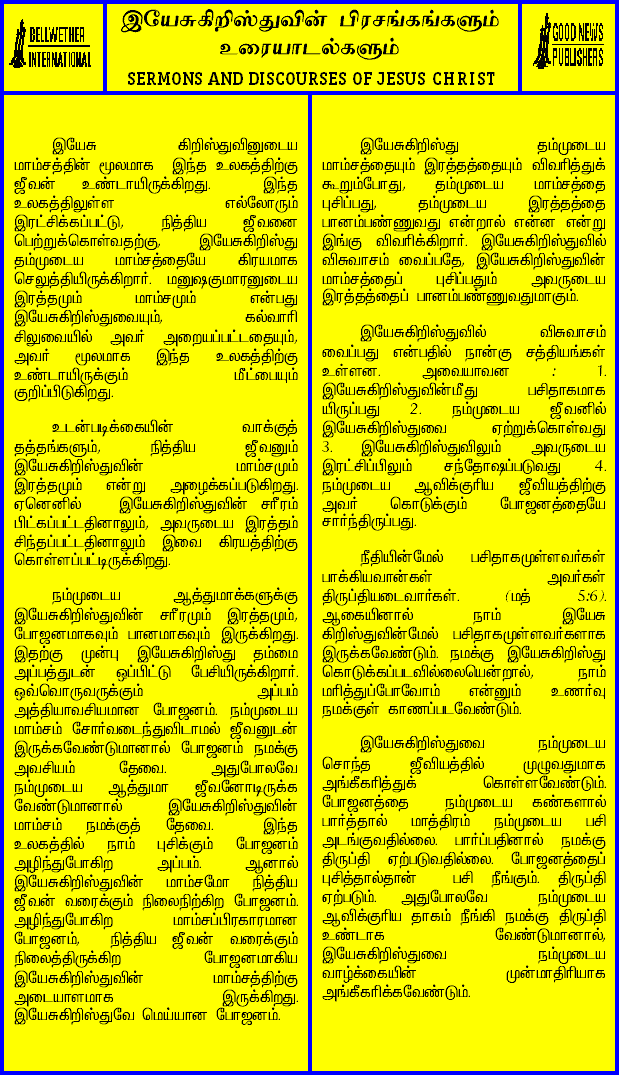 BELLWETHER
INTERNATIONAL
இயேசுகிறிஸ்துவின் பிரசங்கங்களும்
உரையாடல்களும்
SERMONS AND DISCOURSES OF JESUS CHRIST
GOOD NEWS
PUBLISHERS
இயேசு கிறிஸ்துவினுடைய
மாம்சத்தின் மூலமாக இந்த உலகத்திற்கு
ஜீவன் உண்டாயிருக்கிறது. இந்த
உலகத்திலுள்ள எல்லோரும்
இரட்சிக்கப்பட்டு, நித்திய ஜீவனை
பெற்றுக்கொள்வதற்கு, இயேசுகிறிஸ்து
தம்முடைய மாம்சத்தையே கிரயமாக
செலுத்தியிருக்கிறார். மனுஷகுமாரனுடைய
இரத்தமும் மாம்சமும் என்பது
இயேசுகிறிஸ்துவையும், கல்வாரி
சிலுவையில் அவர் அறையப்பட்டதையும்,
அவர் மூலமாக இந்த உலகத்திற்கு
உண்டாயிருக்கும் மீட்பையும்
குறிப்பிடுகிறது.
உடன்படிக்கையின் வாக்குத்
தத்தங்களும், நித்திய ஜீவனும்
இயேசுகிறிஸ்துவின் மாம்சமும்
இரத்தமும் என்று அழைக்கப்படுகிறது.
ஏனெனில் இயேசுகிறிஸ்துவின் சரீரம்
பிட்கப்பட்டதினாலும், அவருடைய இரத்தம்
சிந்தப்பட்டதினாலும் இவை கிரயத்திற்கு
கொள்ளப்பட்டிருக்கிறது.
நம்முடைய ஆத்துமாக்களுக்கு
இயேசுகிறிஸ்துவின் சரீரமும் இரத்தமும்,
போஜனமாகவும் பானமாகவும் இருக்கிறது.
இதற்கு முன்பு இயேசுகிறிஸ்து தம்மை
அப்பத்துடன் ஒப்பிட்டு பேசியிருக்கிறார்.
ஒவ்வொருவருக்கும் அப்பம்
அத்தியாவசியமான போஜனம். நம்முடைய
மாம்சம் சோர்வடைந்துவிடாமல் ஜீவனுடன்
இருக்கவேண்டுமானால் போஜனம் நமக்கு
அவசியம் தேவை. அதுபோலவே
நம்முடைய ஆத்துமா ஜீவனோடிருக்க
வேண்டுமானால் இயேசுகிறிஸ்துவின்
மாம்சம் நமக்குத் தேவை. இந்த
உலகத்தில் நாம் புசிக்கும் போஜனம்
அழிந்துபோகிற அப்பம். ஆனால்
இயேசுகிறிஸ்துவின் மாம்சமோ நித்திய
ஜீவன் வரைக்கும் நிலைநிற்கிற போஜனம்.
அழிந்துபோகிற மாம்சப்பிரகாரமான
போஜனம், நித்திய ஜீவன் வரைக்கும்
நிலைத்திருக்கிற போஜனமாகிய
இயேசுகிறிஸ்துவின் மாம்சத்திற்கு
அடையாளமாக இருக்கிறது.
இயேசுகிறிஸ்துவே மெய்யான போஜனம்.
இயேசுகிறிஸ்து தம்முடைய
மாம்சத்தையும் இரத்தத்தையும் விவரித்துக்
கூறும்போது, தம்முடைய மாம்சத்தை
புசிப்பது, தம்முடைய இரத்தத்தை
பானம்பண்ணுவது என்றால் என்ன என்று
இங்கு விவரிக்கிறார். இயேசுகிறிஸ்துவில்
விசுவாசம் வைப்பதே, இயேசுகிறிஸ்துவின்
மாம்சத்தைப் புசிப்பதும் அவருடைய
இரத்தத்தைப் பானம்பண்ணுவதுமாகும்.
இயேசுகிறிஸ்துவில் விசுவாசம்
வைப்பது என்பதில் நான்கு சத்தியங்கள்
உள்ளன. அவையாவன : 1.
இயேசுகிறிஸ்துவின்மீது பசிதாகமாக
யிருப்பது 2. நம்முடைய ஜீவனில்
இயேசுகிறிஸ்துவை ஏற்றுக்கொள்வது
3. இயேசுகிறிஸ்துவிலும் அவருடைய
இரட்சிப்பிலும் சந்தோஷப்படுவது 4.
நம்முடைய ஆவிக்குரிய ஜீவியத்திற்கு
அவர் கொடுக்கும் போஜனத்தையே
சார்ந்திருப்பது.
நீதியின்மேல் பசிதாகமுள்ளவர்கள்
பாக்கியவான்கள் அவர்கள்
திருப்தியடைவார்கள். (மத் 5:6).
ஆகையினால் நாம் இயேசு
கிறிஸ்துவின்மேல் பசிதாகமுள்ளவர்களாக
இருக்கவேண்டும். நமக்கு இயேசுகிறிஸ்து
கொடுக்கப்படவில்லையென்றால், நாம்
மரித்துப்போவோம் என்னும் உணர்வு
நமக்குள் காணப்படவேண்டும்.
இயேசுகிறிஸ்துவை நம்முடைய
சொந்த ஜீவியத்தில் முழுவதுமாக
அங்கீகரித்துக் கொள்ளவேண்டும்.
போஜனத்தை நம்முடைய கண்களால்
பார்த்தால் மாத்திரம் நம்முடைய பசி
அடங்குவதில்லை. பார்ப்பதினால் நமக்கு
திருப்தி ஏற்படுவதில்லை. போஜனத்தைப்
புசித்தால்தான் பசி நீங்கும். திருப்தி
ஏற்படும். அதுபோலவே நம்முடைய
ஆவிக்குரிய தாகம் நீங்கி நமக்கு திருப்தி
உண்டாக வேண்டுமானால்,
இயேசுகிறிஸ்துவை நம்முடைய
வாழ்க்கையின் முன்மாதிரியாக
அங்கீகரிக்கவேண்டும்.